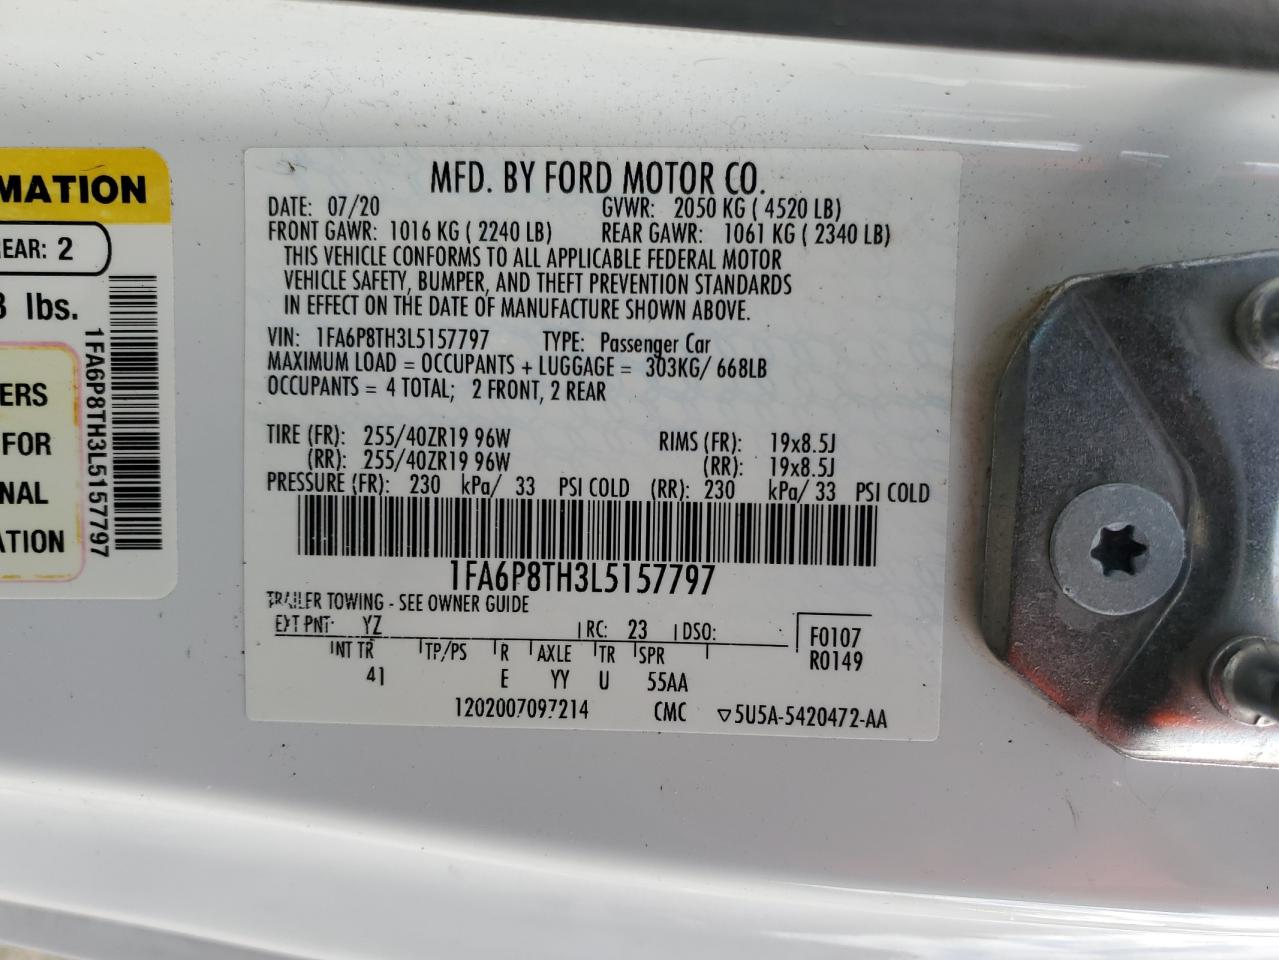 MATION
EAR: 2
lbs.
1FA6P8TH3L5157797
ERS
FOR
NAL
ATION
MFD. BY FORD MOTOR CO.
DATE: 07/20 GVWR: 2050 KG ( 4520 LB)
FRONT GAWR: 1016 KG ( 2240 LB) REAR GAWR: 1061 KG ( 2340 LB)
THIS VEHICLE CONFORMS TO ALL APPLICABLE FEDERAL MOTOR
VEHICLE SAFETY, BUMPER, AND THEFT PREVENTION STANDARDS
IN EFFECT ON THE DATE OF MANUFACTURE SHOWN ABOVE.
VIN: 1FA6P8TH3L5157797 TYPE: Passenger Car
MAXIMUM LOAD = OCCUPANTS + LUGGAGE = 303KG/ 668LB
OCCUPANTS = 4 TOTAL; 2 FRONT, 2 REAR
TIRE (FR): 255/40ZR19 96W RIMS (FR): 19x8.5J
(RR): 255/40ZR19 96W (RR): 19x8.5J
PRESSURE (FR): 230 kPa/ 33 PSI COLD (RR): 230 kPa/ 33 PSI COLD
1FA6P8TH3L5157797
TRAILER TOWING - SEE OWNER GUIDE
EXT PNT: YZ RC: 23 DSO: F0107
R0149
INT TR TP/PS R AXLE TR SPR
41 E YY U 55AA
1202007097214 CMC ▽5U5A-5420472-AA